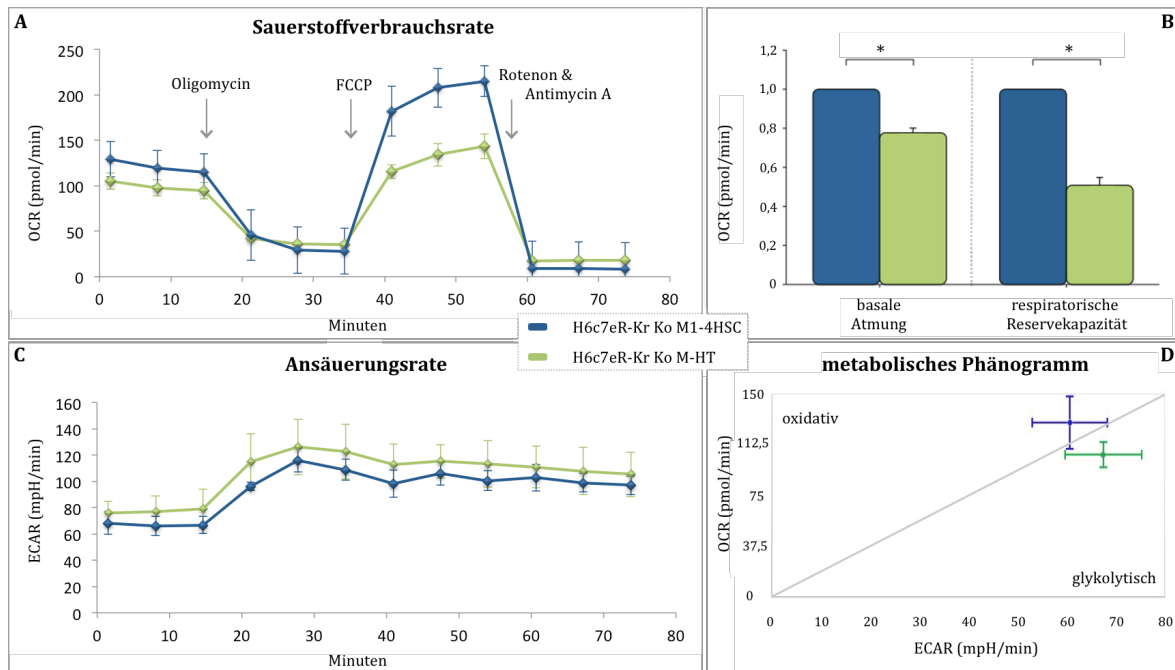 A
Sauerstoffverbrauchsrate
OCR (pmol/min)
250
200
150
100
50
0
Oligomycin
FCCP
Rotenon &
Antimycin A
0 10 20 30 40 50 60 70 80
Minuten
B
OCR (pmol/min)
1,2
1,0
0,8
0,6
0,4
0,2
0
*
*
basale
Atmung
respiratorische
Reservekapazität
H6c7eR-Kr Ko M1-4HSC
H6c7eR-Kr Ko M-HT
C
Ansäuerungsrate
ECAR (mpH/min)
160
140
120
100
80
60
40
20
0
0 10 20 30 40 50 60 70 80
Minuten
D
metabolisches Phänogramm
OCR (pmol/min)
150
112,5
75
37,5
0
oxidativ
glykolytisch
0 10 20 30 40 50 60 70 80
ECAR (mpH/min)